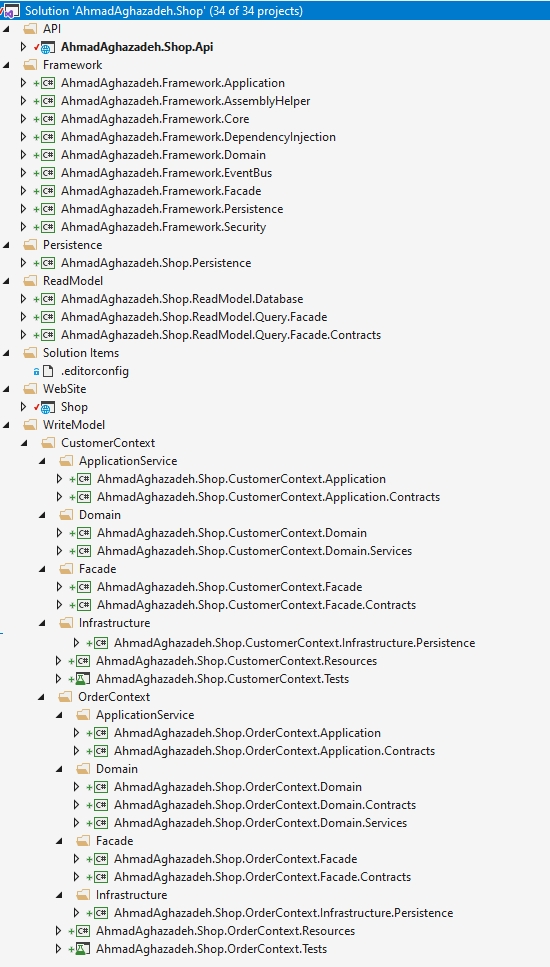 Solution 'AhmadAghazadeh.Shop' (34 of 34 projects)
API
AhmadAghazadeh.Shop.Api
Framework
AhmadAghazadeh.Framework.Application
AhmadAghazadeh.Framework.AssemblyHelper
AhmadAghazadeh.Framework.Core
AhmadAghazadeh.Framework.DependencyInjection
AhmadAghazadeh.Framework.Domain
AhmadAghazadeh.Framework.EventBus
AhmadAghazadeh.Framework.Facade
AhmadAghazadeh.Framework.Persistence
AhmadAghazadeh.Framework.Security
Persistence
AhmadAghazadeh.Shop.Persistence
ReadModel
AhmadAghazadeh.Shop.ReadModel.Database
AhmadAghazadeh.Shop.ReadModel.Query.Facade
AhmadAghazadeh.Shop.ReadModel.Query.Facade.Contracts
Solution Items
.editorconfig
WebSite
Shop
WriteModel
CustomerContext
ApplicationService
AhmadAghazadeh.Shop.CustomerContext.Application
AhmadAghazadeh.Shop.CustomerContext.Application.Contracts
Domain
AhmadAghazadeh.Shop.CustomerContext.Domain
AhmadAghazadeh.Shop.CustomerContext.Domain.Services
Facade
AhmadAghazadeh.Shop.CustomerContext.Facade
AhmadAghazadeh.Shop.CustomerContext.Facade.Contracts
Infrastructure
AhmadAghazadeh.Shop.CustomerContext.Infrastructure.Persistence
AhmadAghazadeh.Shop.CustomerContext.Resources
AhmadAghazadeh.Shop.CustomerContext.Tests
OrderContext
ApplicationService
AhmadAghazadeh.Shop.OrderContext.Application
AhmadAghazadeh.Shop.OrderContext.Application.Contracts
Domain
AhmadAghazadeh.Shop.OrderContext.Domain
AhmadAghazadeh.Shop.OrderContext.Domain.Contracts
AhmadAghazadeh.Shop.OrderContext.Domain.Services
Facade
AhmadAghazadeh.Shop.OrderContext.Facade
AhmadAghazadeh.Shop.OrderContext.Facade.Contracts
Infrastructure
AhmadAghazadeh.Shop.OrderContext.Infrastructure.Persistence
AhmadAghazadeh.Shop.OrderContext.Resources
AhmadAghazadeh.Shop.OrderContext.Tests